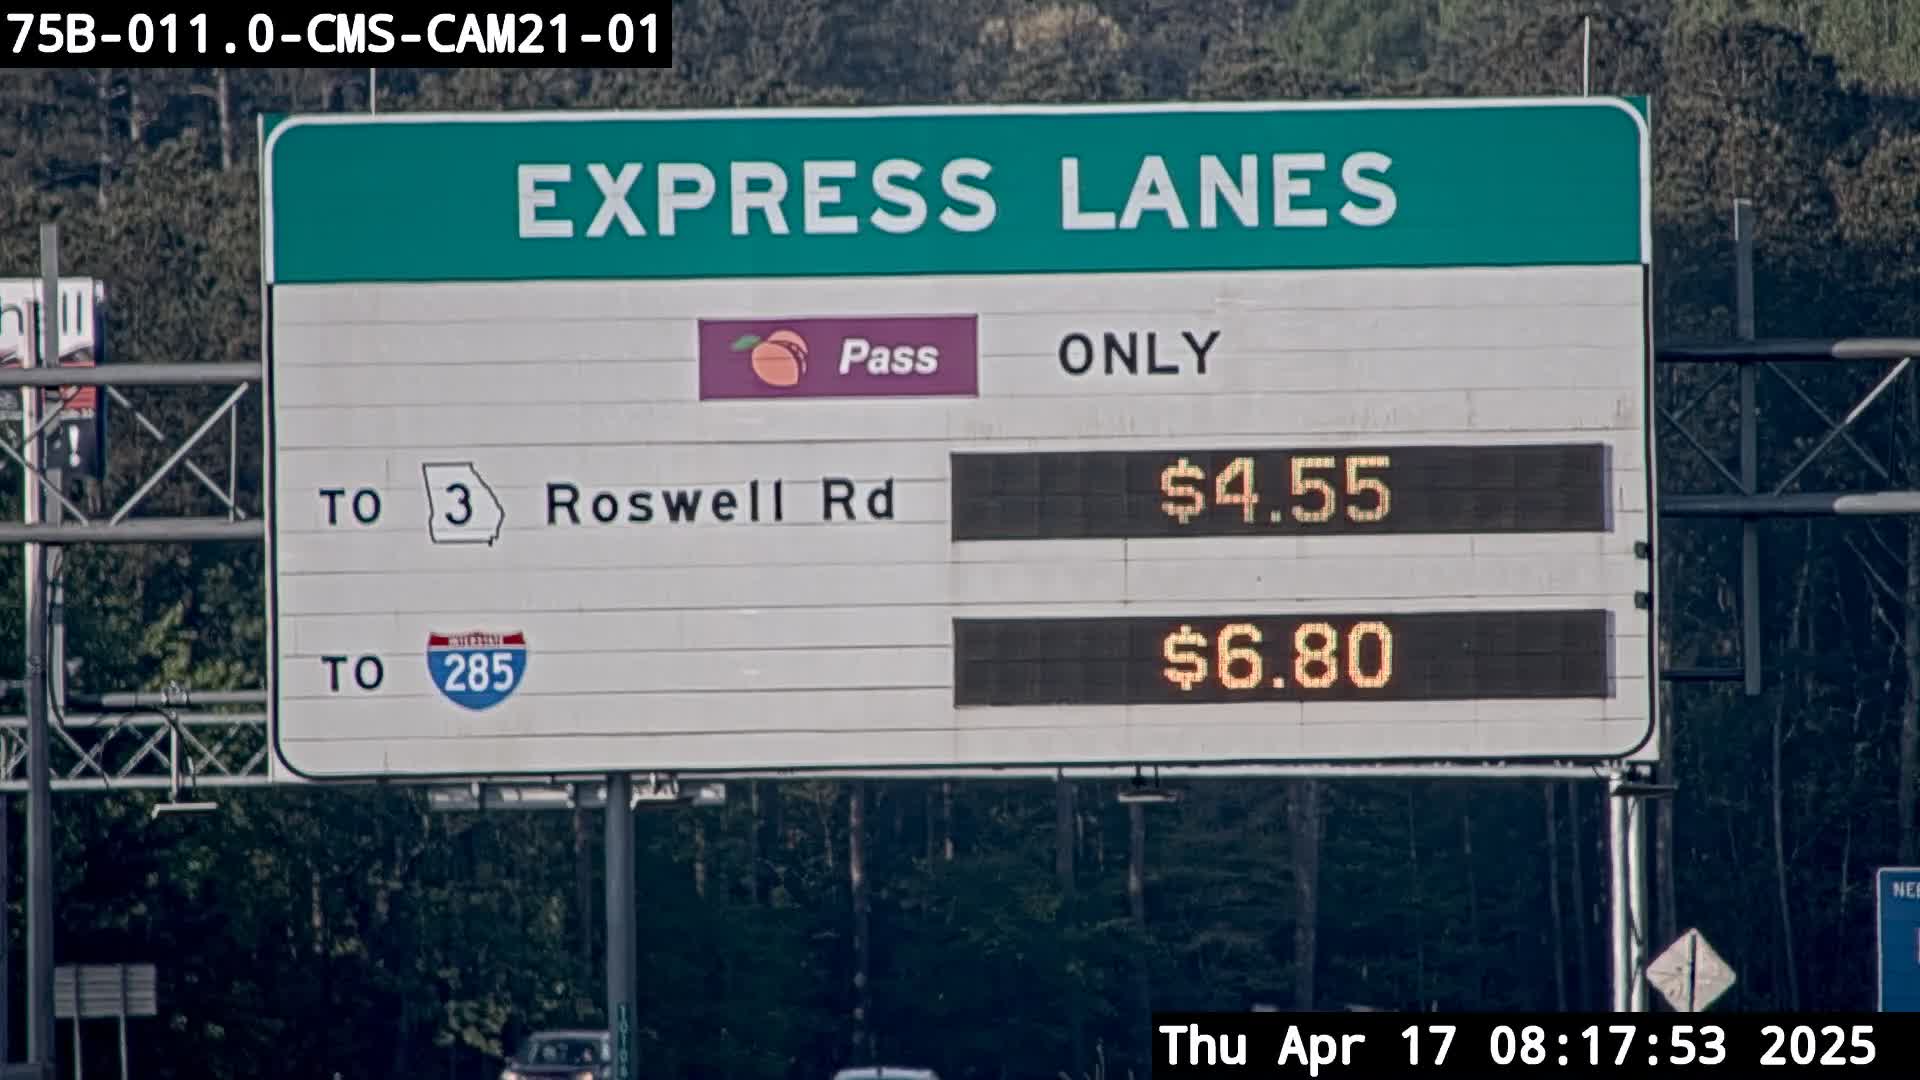 75B-011.0-CMS-CAM21-01
EXPRESS LANES
Pass ONLY
TO 3 Roswell Rd $4.55
TO INTERSTATE 285 $6.80
Thu Apr 17 08:17:53 2025